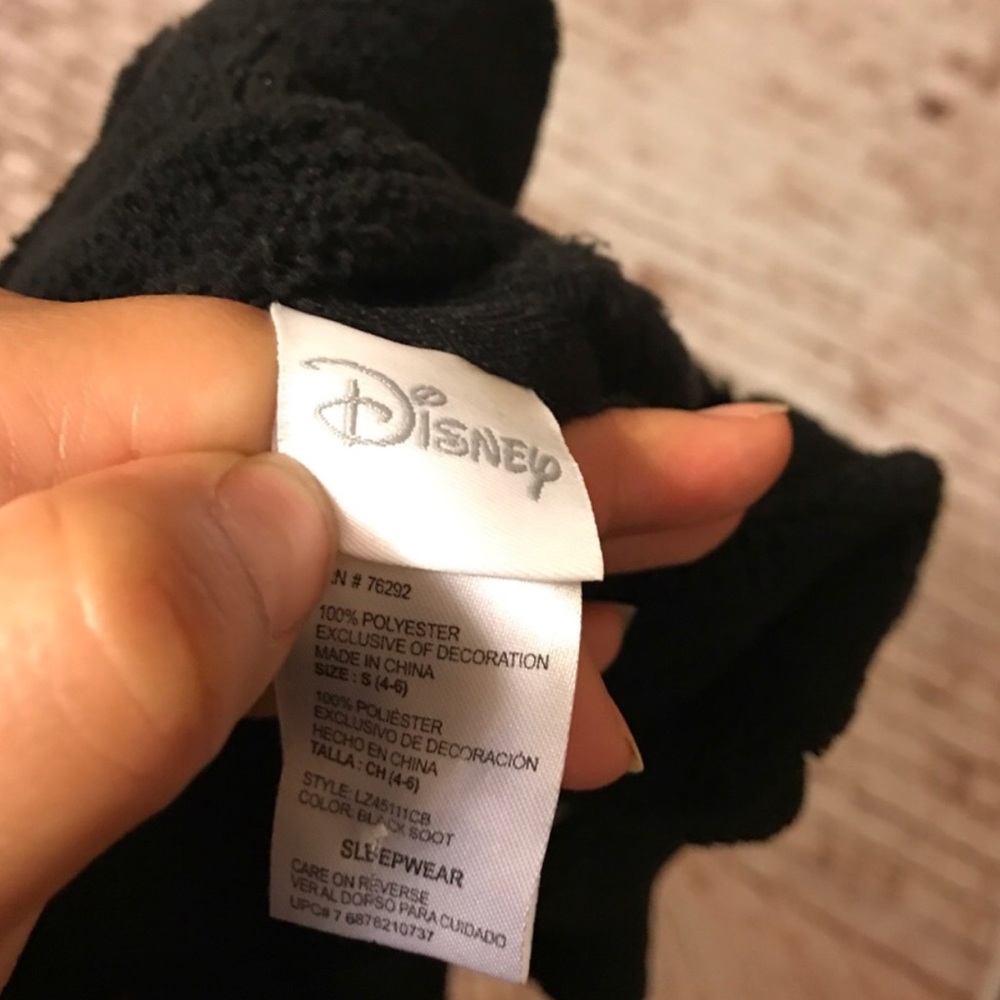 Disney
RN # 76292
100% POLYESTER
EXCLUSIVE OF DECORATION
MADE IN CHINA
SIZE : S (4-6)
100% POLIÉSTER
EXCLUSIVO DE DECORACIÓN
HECHO EN CHINA
TALLA : CH (4-6)
STYLE: LZ45111CB
COLOR: BLACK SOOT
SLEEPWEAR
CARE ON REVERSE
VER AL DORSO PARA CUIDADO
UPC# 7 6876210737